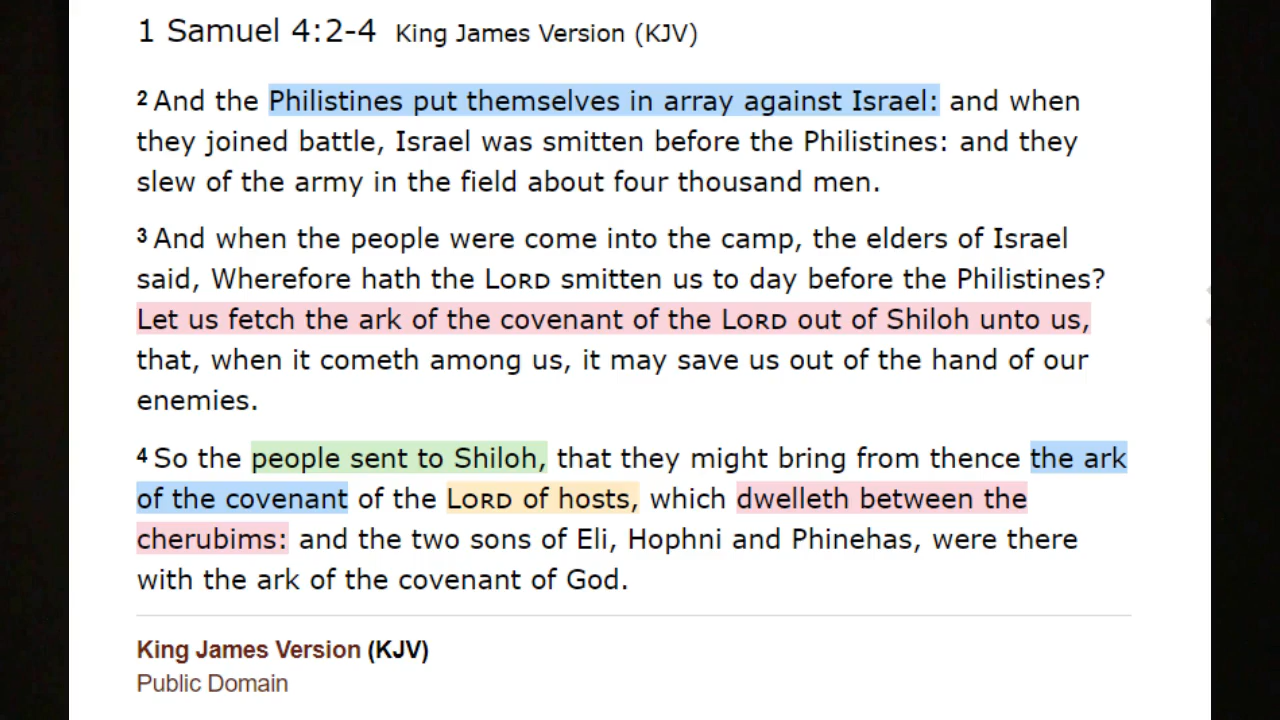 1 Samuel 4:2-4 King James Version (KJV)
2 And the Philistines put themselves in array against Israel: and when
they joined battle, Israel was smitten before the Philistines: and they
slew of the army in the field about four thousand men.
3 And when the people were come into the camp, the elders of Israel
said, Wherefore hath the LORD smitten us to day before the Philistines?
Let us fetch the ark of the covenant of the LORD out of Shiloh unto us,
that, when it cometh among us, it may save us out of the hand of our
enemies.
4 So the people sent to Shiloh, that they might bring from thence the ark
of the covenant of the LORD of hosts, which dwelleth between the
cherubims: and the two sons of Eli, Hophni and Phinehas, were there
with the ark of the covenant of God.
King James Version (KJV)
Public Domain